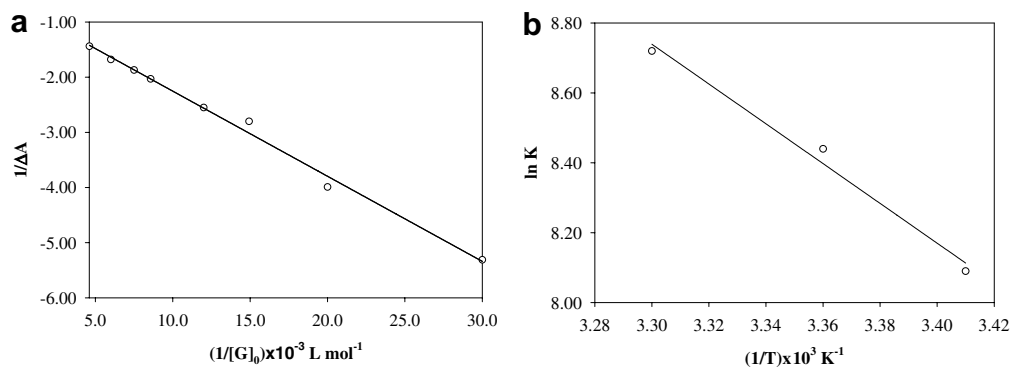 a
-1.00
-2.00
-3.00
-4.00
-5.00
-6.00
1/ΔA
5.0 10.0 15.0 20.0 25.0 30.0
(1/[G]₀)x10⁻³ L mol⁻¹
b
8.80
8.60
8.40
8.20
8.00
ln K
3.28 3.30 3.32 3.34 3.36 3.38 3.40 3.42
(1/T)x10³ K⁻¹